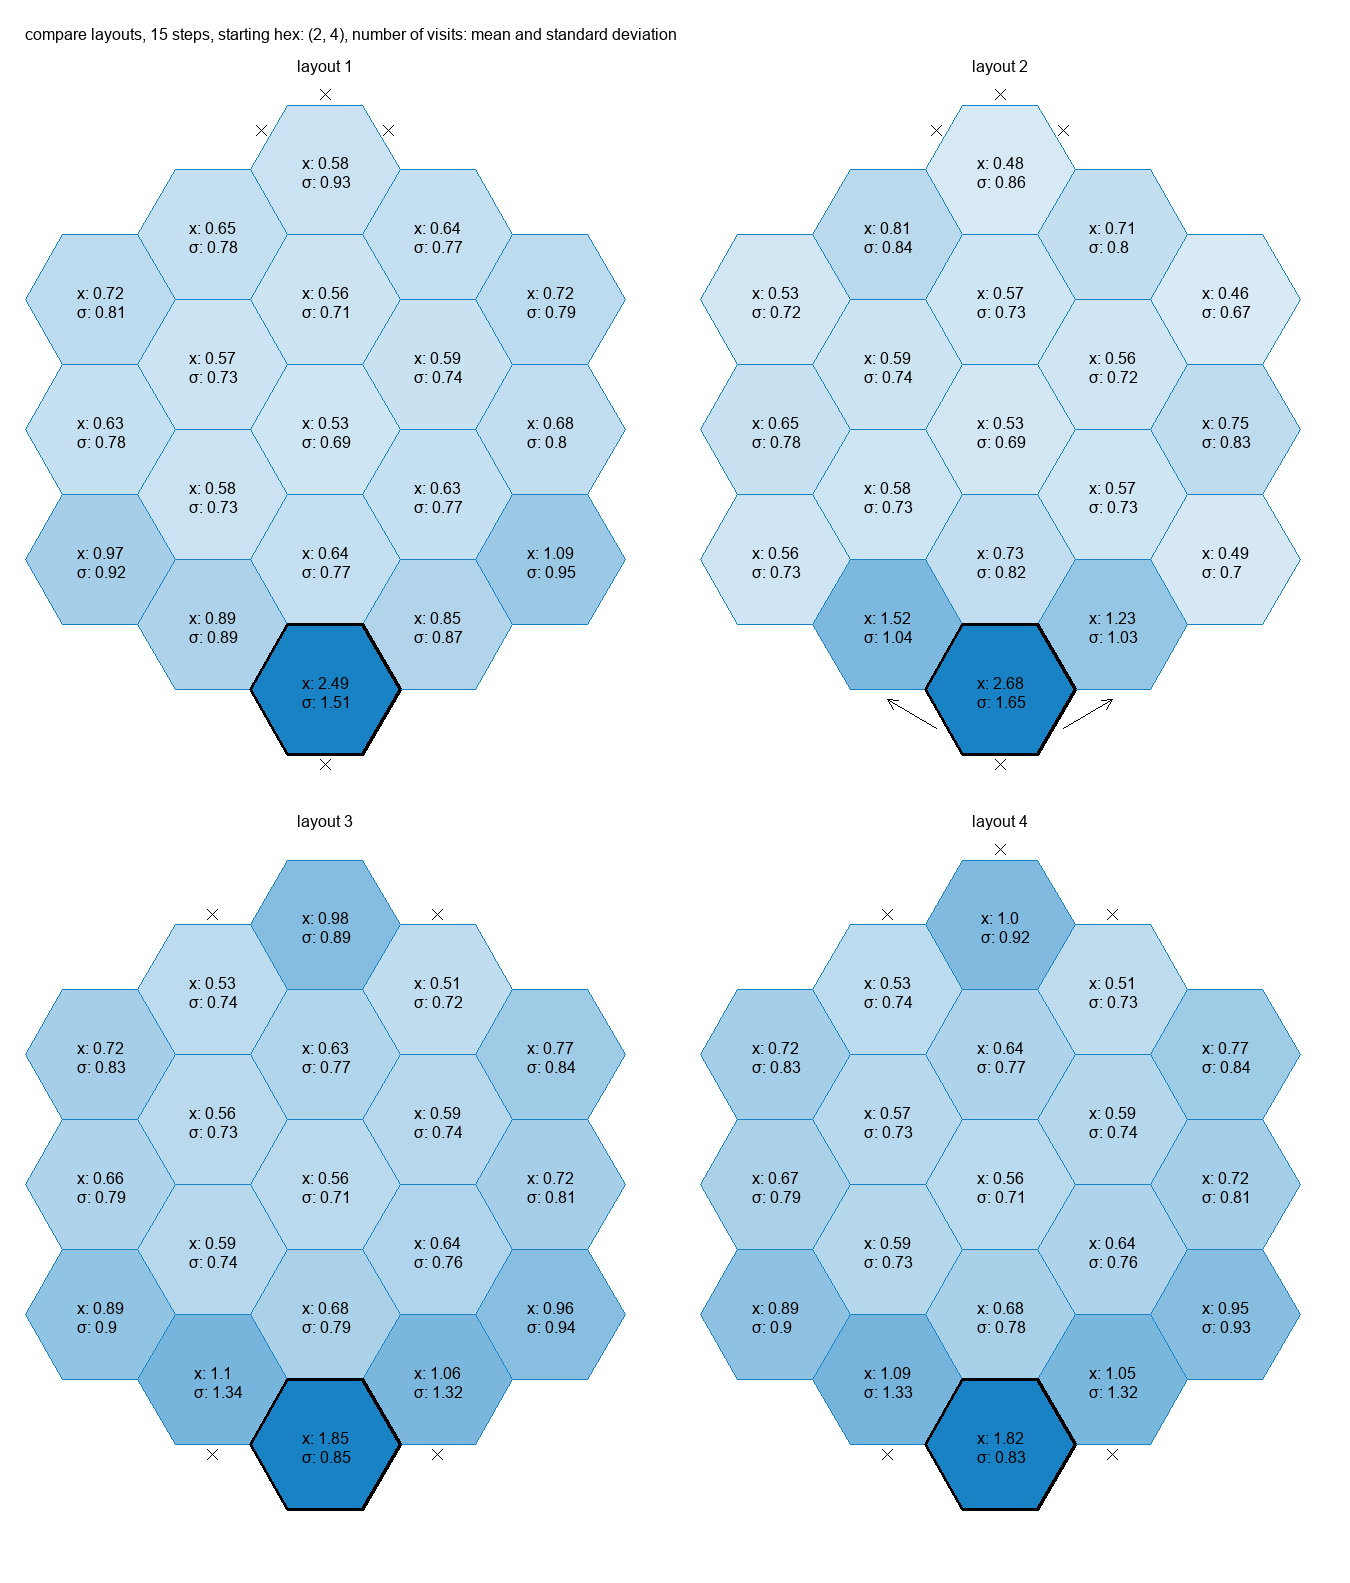 compare layouts, 15 steps, starting hex: (2, 4), number of visits: mean and standard deviation
layout 1
x: 0.58
σ: 0.93
x: 0.65
σ: 0.78
x: 0.64
σ: 0.77
x: 0.72
σ: 0.81
x: 0.56
σ: 0.71
x: 0.72
σ: 0.79
x: 0.57
σ: 0.73
x: 0.59
σ: 0.74
x: 0.63
σ: 0.78
x: 0.53
σ: 0.69
x: 0.68
σ: 0.8
x: 0.58
σ: 0.73
x: 0.63
σ: 0.77
x: 0.97
σ: 0.92
x: 0.64
σ: 0.77
x: 1.09
σ: 0.95
x: 0.89
σ: 0.89
x: 0.85
σ: 0.87
x: 2.49
σ: 1.51
layout 2
x: 0.48
σ: 0.86
x: 0.81
σ: 0.84
x: 0.71
σ: 0.8
x: 0.53
σ: 0.72
x: 0.57
σ: 0.73
x: 0.46
σ: 0.67
x: 0.59
σ: 0.74
x: 0.56
σ: 0.72
x: 0.65
σ: 0.78
x: 0.53
σ: 0.69
x: 0.75
σ: 0.83
x: 0.58
σ: 0.73
x: 0.57
σ: 0.73
x: 0.56
σ: 0.73
x: 0.73
σ: 0.82
x: 0.49
σ: 0.7
x: 1.52
σ: 1.04
x: 1.23
σ: 1.03
x: 2.68
σ: 1.65
layout 3
x: 0.98
σ: 0.89
x: 0.53
σ: 0.74
x: 0.51
σ: 0.72
x: 0.72
σ: 0.83
x: 0.63
σ: 0.77
x: 0.77
σ: 0.84
x: 0.56
σ: 0.73
x: 0.59
σ: 0.74
x: 0.66
σ: 0.79
x: 0.56
σ: 0.71
x: 0.72
σ: 0.81
x: 0.59
σ: 0.74
x: 0.64
σ: 0.76
x: 0.89
σ: 0.9
x: 0.68
σ: 0.79
x: 0.96
σ: 0.94
x: 1.1
σ: 1.34
x: 1.06
σ: 1.32
x: 1.85
σ: 0.85
layout 4
x: 1.0
σ: 0.92
x: 0.53
σ: 0.74
x: 0.51
σ: 0.73
x: 0.72
σ: 0.83
x: 0.64
σ: 0.77
x: 0.77
σ: 0.84
x: 0.57
σ: 0.73
x: 0.59
σ: 0.74
x: 0.67
σ: 0.79
x: 0.56
σ: 0.71
x: 0.72
σ: 0.81
x: 0.59
σ: 0.73
x: 0.64
σ: 0.76
x: 0.89
σ: 0.9
x: 0.68
σ: 0.78
x: 0.95
σ: 0.93
x: 1.09
σ: 1.33
x: 1.05
σ: 1.32
x: 1.82
σ: 0.83